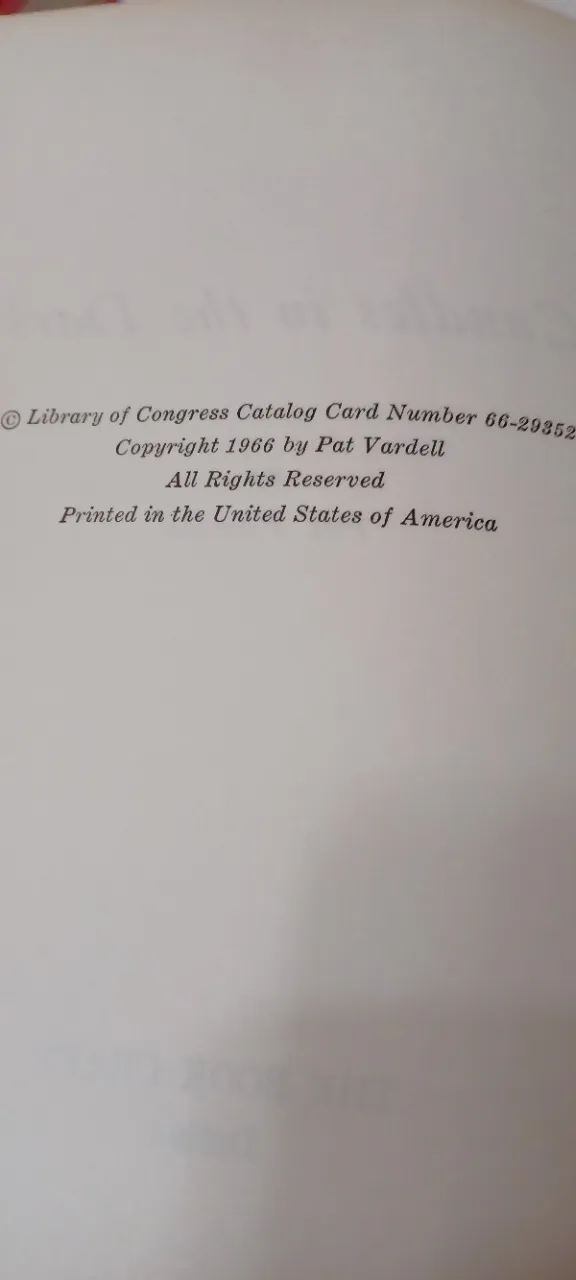 © Library of Congress Catalog Card Number 66-29352
Copyright 1966 by Pat Vardell
All Rights Reserved
Printed in the United States of America